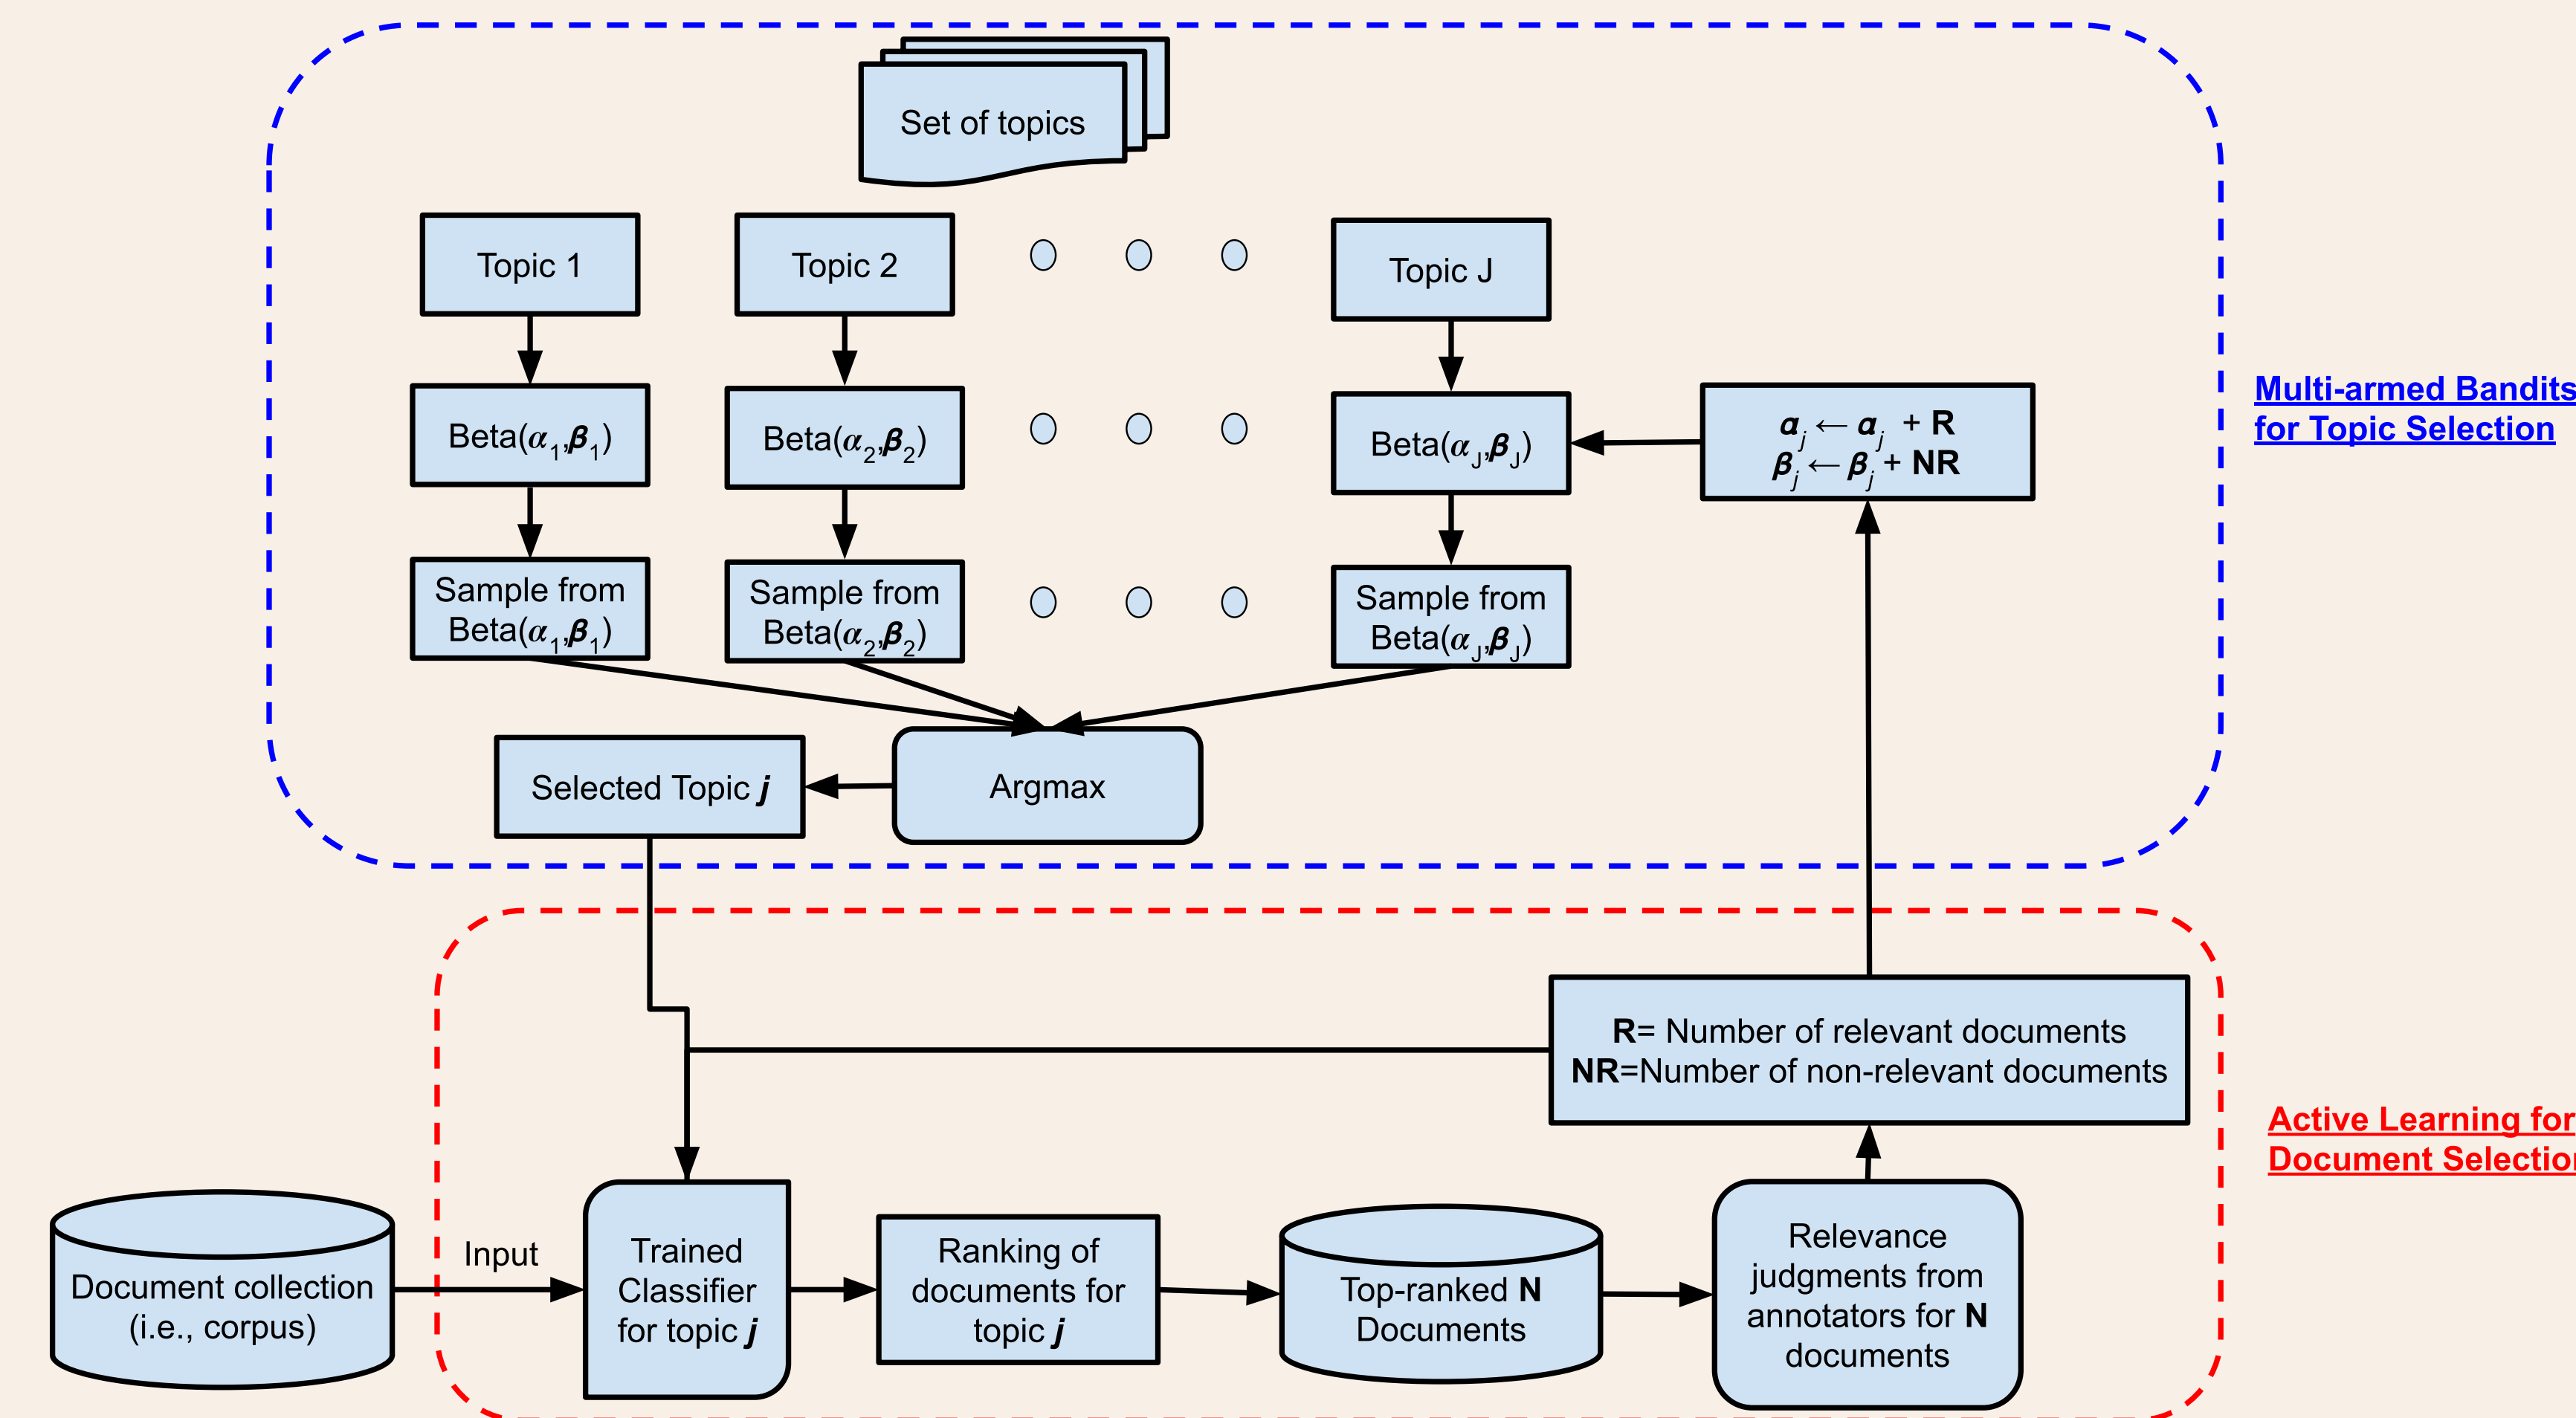 Set of topics
Topic 1
Topic 2
Topic J
Beta(α1,β1)
Beta(α2,β2)
Beta(αJ,βJ)
αj ← αj + R
βj ← βj + NR
Multi-armed Bandits
for Topic Selection
Sample from
Beta(α1,β1)
Sample from
Beta(α2,β2)
Sample from
Beta(αJ,βJ)
Selected Topic j
Argmax
R= Number of relevant documents
NR=Number of non-relevant documents
Active Learning for
Document Selection
Document collection
(i.e., corpus)
Input
Trained
Classifier
for topic j
Ranking of
documents for
topic j
Top-ranked N
Documents
Relevance
judgments from
annotators for N
documents